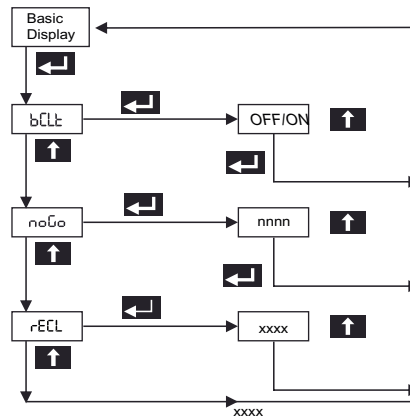 Basic
Display
bCLt
OFF/ON
noGo
nnnn
rECL
xxxx
xxxx